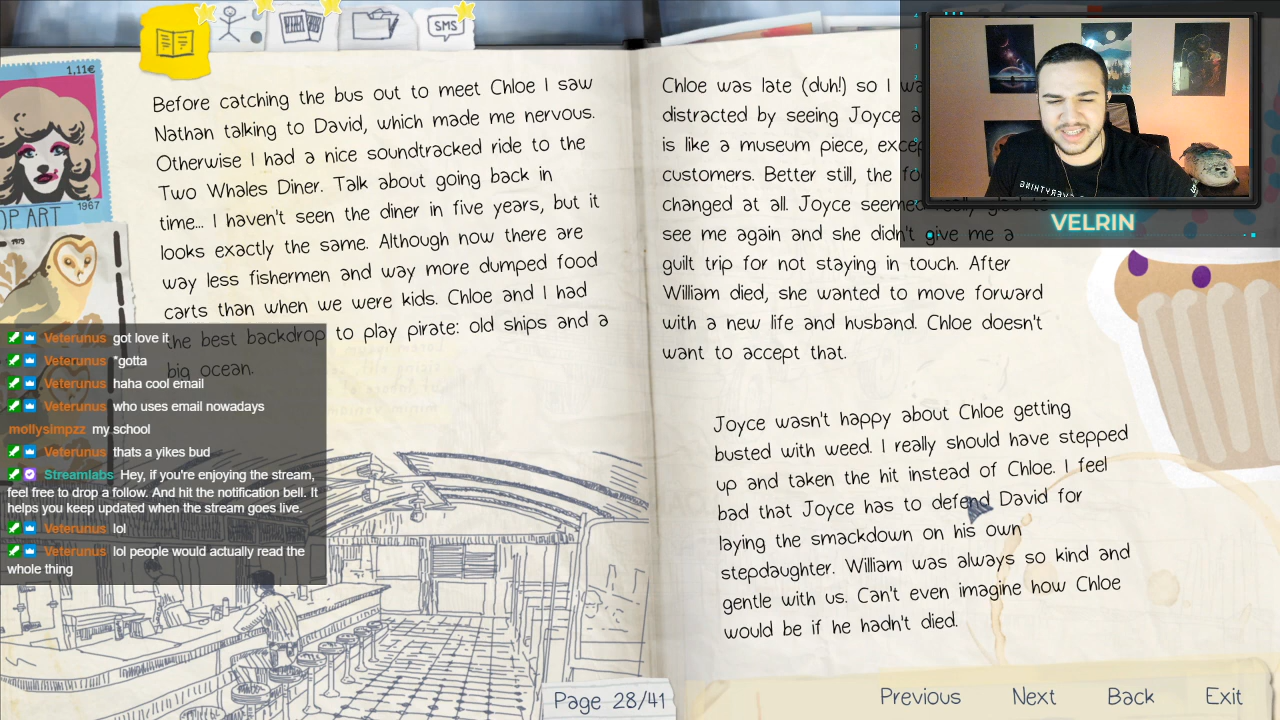 1,11€
OP ART
1967
1975
SMS
Before catching the bus out to meet Chloe I saw
Nathan talking to David, which made me nervous.
Otherwise I had a nice soundtracked ride to the
Two Whales Diner. Talk about going back in
time... I haven't seen the diner in five years, but it
looks exactly the same. Although now there are
way less fishermen and way more dumped food
carts than when we were kids. Chloe and I had
the best backdrop to play pirate: old ships and a
big ocean.
Veterunus got love it
Veterunus *gotta
Veterunus haha cool email
Veterunus who uses email nowadays
mollysimpzz my school
Veterunus thats a yikes bud
Streamlabs Hey, if you're enjoying the stream,
feel free to drop a follow. And hit the notification bell. It
helps you keep updated when the stream goes live.
Veterunus lol
Veterunus lol people would actually read the
whole thing
Page 28/41
Chloe was late (duh!) so I
distracted by seeing Joyce
is like a museum piece,
customers. Better still, the
changed at all. Joyce seemed really glad to
see me again and she didn't give me a
guilt trip for not staying in touch. After
William died, she wanted to move forward
with a new life and husband. Chloe doesn't
want to accept that.
Joyce wasn't happy about Chloe getting
busted with weed. I really should have stepped
up and taken the hit instead of Chloe. I feel
bad that Joyce has to defend David for
laying the smackdown on his own
stepdaughter. William was always so kind and
gentle with us. Can't even imagine how Chloe
would be if he hadn't died.
Previous Next Back Exit
EVERYTHING
VELRIN